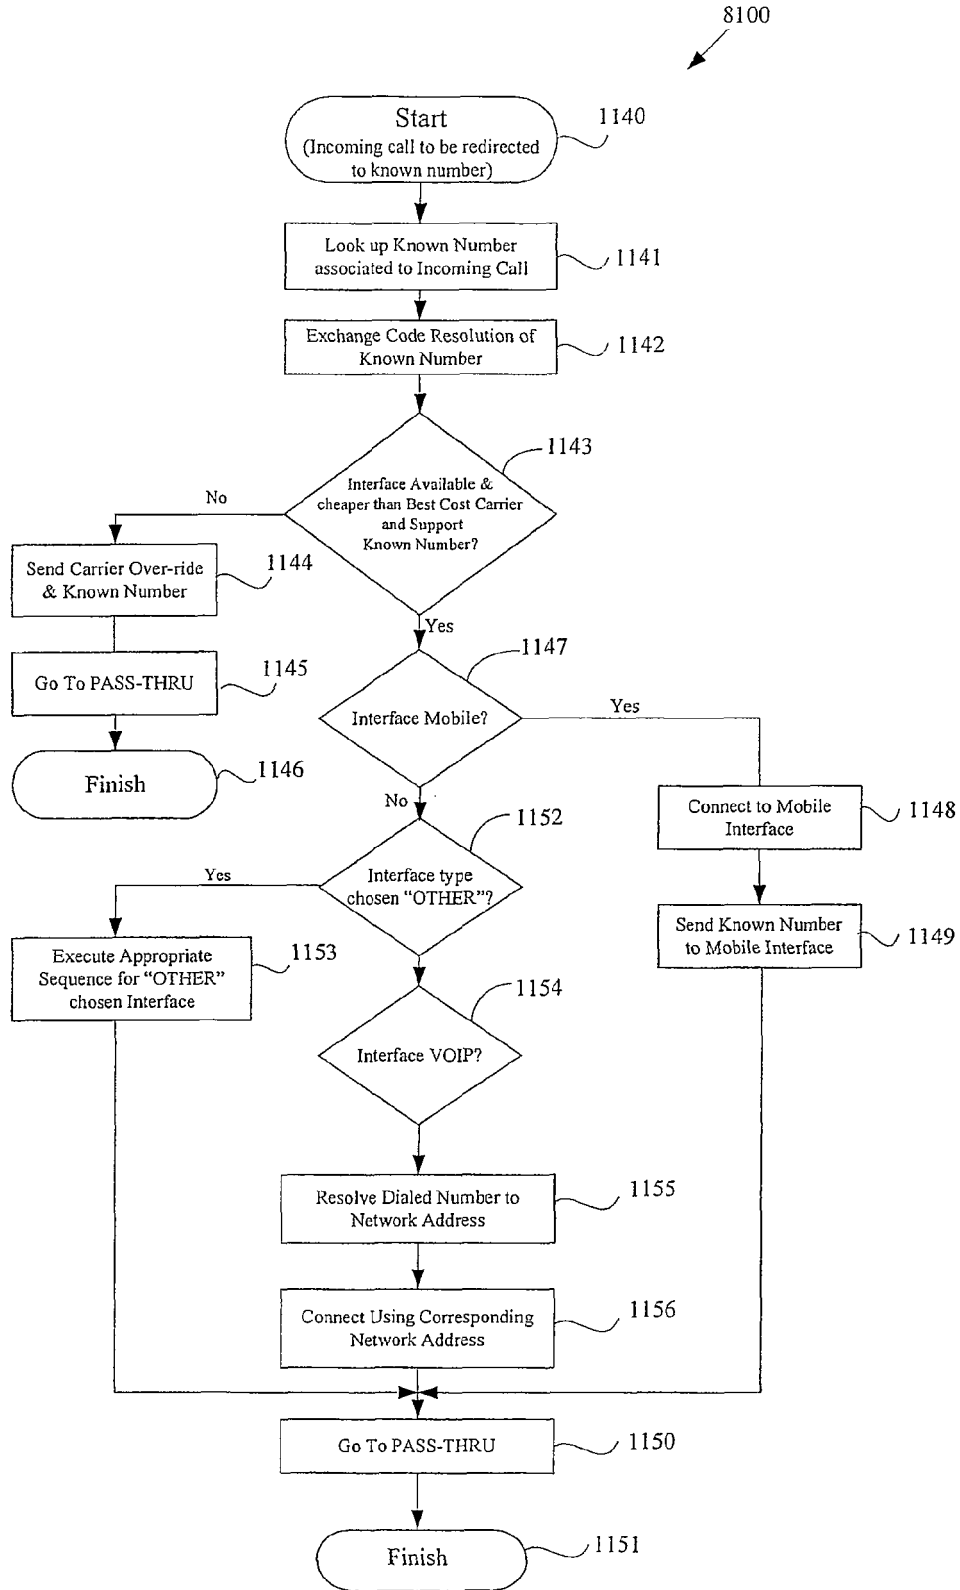 8100
Start
(Incoming call to be redirected
to known number)
1140
Look up Known Number
associated to Incoming Call
1141
Exchange Code Resolution of
Known Number
1142
1143
Interface Available &
cheaper than Best Cost Carrier
and Support
Known Number?
No
Send Carrier Over-ride
& Known Number
1144
Yes
1147
Go To PASS-THRU
1145
Interface Mobile?
Yes
Finish
1146
No
Connect to Mobile
Interface
1148
1152
Interface type
chosen “OTHER”?
Yes
Send Known Number
to Mobile Interface
1149
Execute Appropriate
Sequence for “OTHER”
chosen Interface
1153
1154
Interface VOIP?
Resolve Dialed Number to
Network Address
1155
Connect Using Corresponding
Network Address
1156
Go To PASS-THRU
1150
Finish
1151